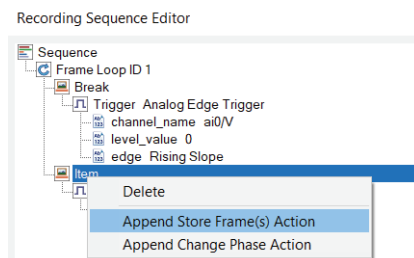 Recording Sequence Editor
Sequence
Frame Loop ID 1
Break
Trigger Analog Edge Trigger
channel_name ai0/V
level_value 0
edge Rising Slope
Item
Delete
Append Store Frame(s) Action
Append Change Phase Action